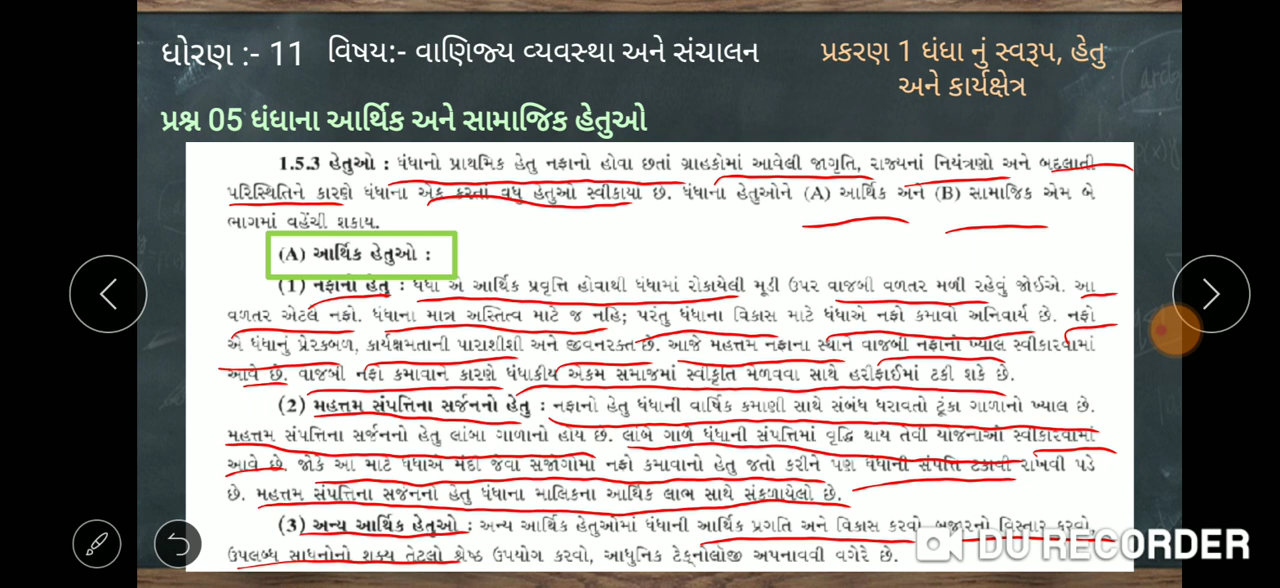 ધોરણ :- 11 વિષય:- વાણિજ્ય વ્યવસ્થા અને સંચાલન
પ્રકરણ 1 ધંધા નું સ્વરૂપ, હેતુ
અને કાર્યક્ષેત્ર
પ્રશ્ન 05 ધંધાના આર્થિક અને સામાજિક હેતુઓ
1.5.3 હેતુઓ : ધંધાનો પ્રાથમિક હેતુ નફાનો હોવા છતાં ગ્રાહકોમાં આવેલી જાગૃતિ, રાજ્યનાં નિયંત્રણો અને બદલાતી
પરિસ્થિતિને કારણે ધંધાના એક કરતાં વધુ હેતુઓ સ્વીકાયા છે. ધંધાના હેતુઓને (A) આર્થિક અને (B) સામાજિક એમ બે
ભાગમાં વહેંચી શકાય.
(A) આર્થિક હેતુઓ :
(1) નફાનો હેતુ : ધંધા એ આર્થિક પ્રવૃત્તિ હોવાથી ધંધામાં રોકાયેલી મૂડી ઉપર વાજબી વળતર મળી રહેવું જોઈએ. આ
વળતર એટલે નફો. ધંધાના માત્ર અસ્તિત્વ માટે જ નહિ; પરંતુ ધંધાના વિકાસ માટે ધંધાએ નફો કમાવો અનિવાર્ય છે. નફો
એ ધંધાનું પ્રેરકબળ, કાર્યક્ષમતાની પારાશીશી અને જીવનરક્ત છે. આજે મહત્તમ નફાના સ્થાને વાજબી નફાનો ખ્યાલ સ્વીકારવામાં
આવે છે. વાજબી નફો કમાવાને કારણે ધંધાકીય એકમ સમાજમાં સ્વીકૃતિ મેળવવા સાથે હરીફાઈમાં ટકી શકે છે.
(2) મહત્તમ સંપત્તિના સર્જનનો હેતુ : નફાનો હેતુ ધંધાની વાર્ષિક કમાણી સાથે સંબંધ ધરાવતો ટૂંકા ગાળાનો ખ્યાલ છે.
મહત્તમ સંપત્તિના સર્જનનો હેતુ લાંબા ગાળાનો હોય છે. લાંબે ગાળે ધંધાની સંપત્તિમાં વૃદ્ધિ થાય તેવી યોજનાઓ સ્વીકારવામાં
આવે છે. જોકે આ માટે ધંધાએ મંદી જેવા સંજોગોમાં નફો કમાવાનો હેતુ જતો કરીને પણ ધંધાની સંપત્તિ ટકાવી રાખવી પડે
છે. મહત્તમ સંપત્તિના સર્જનનો હેતુ ધંધાના માલિકના આર્થિક લાભ સાથે સંકળાયેલો છે.
(3) અન્ય આર્થિક હેતુઓ : અન્ય આર્થિક હેતુઓમાં ધંધાની આર્થિક પ્રગતિ અને વિકાસ કરવો, બજારનો વિસ્તાર કરવો,
ઉપલબ્ધ સાધનોનો શક્ય તેટલો શ્રેષ્ઠ ઉપયોગ કરવો, આધુનિક ટેક્નોલૉજી અપનાવવી વગેરે છે.
DU RECORDER